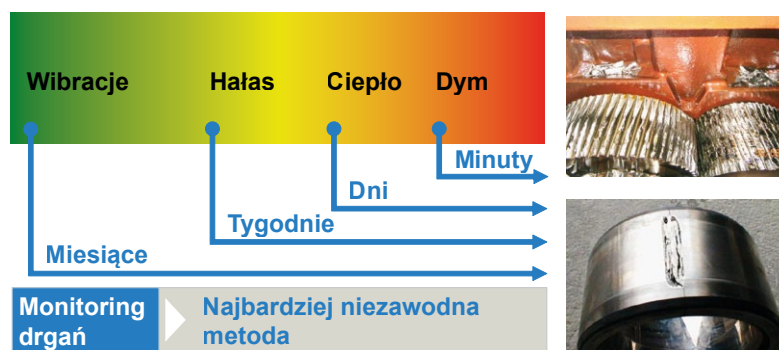 Wibracje Hałas Ciepło Dym
Minuty
Dni
Tygodnie
Miesiące
Monitoring drgań
Najbardziej niezawodna metoda